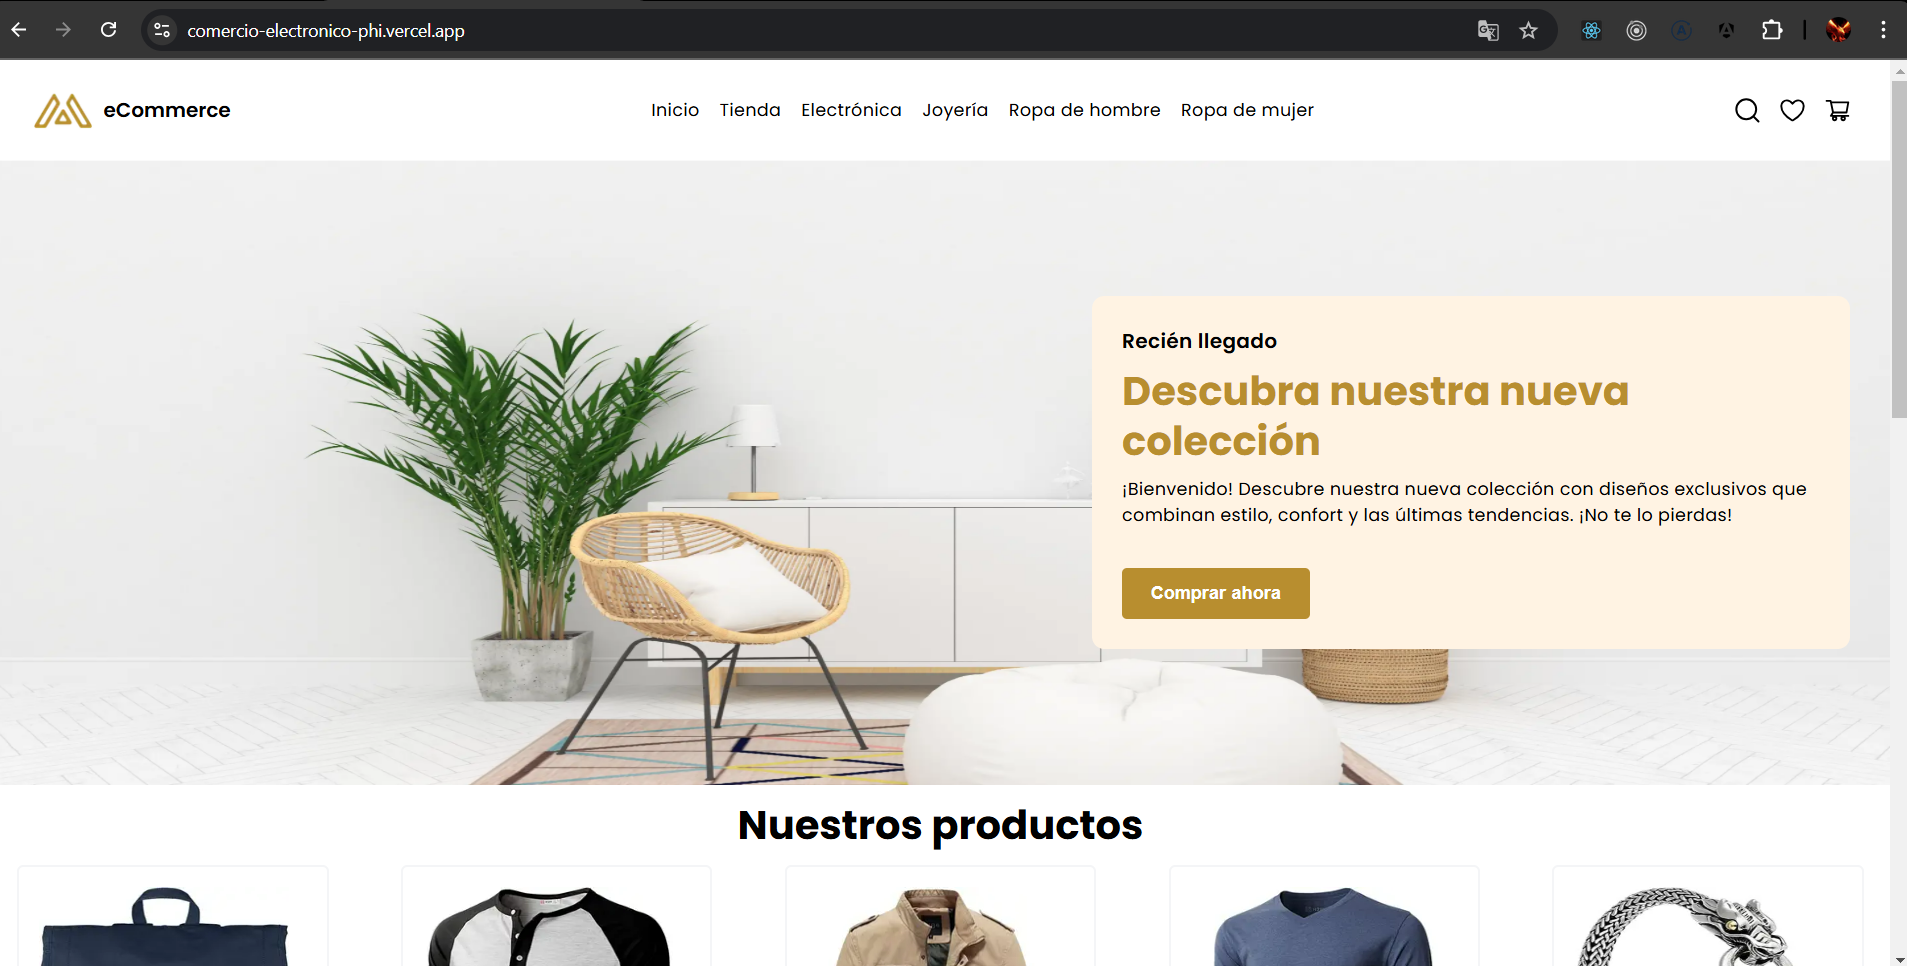 comercio-electronico-phi.vercel.app
eCommerce
Inicio Tienda Electrónica Joyería Ropa de hombre Ropa de mujer
Recién llegado
Descubra nuestra nueva
colección
¡Bienvenido! Descubre nuestra nueva colección con diseños exclusivos que
combinan estilo, confort y las últimas tendencias. ¡No te lo pierdas!
Comprar ahora
Nuestros productos